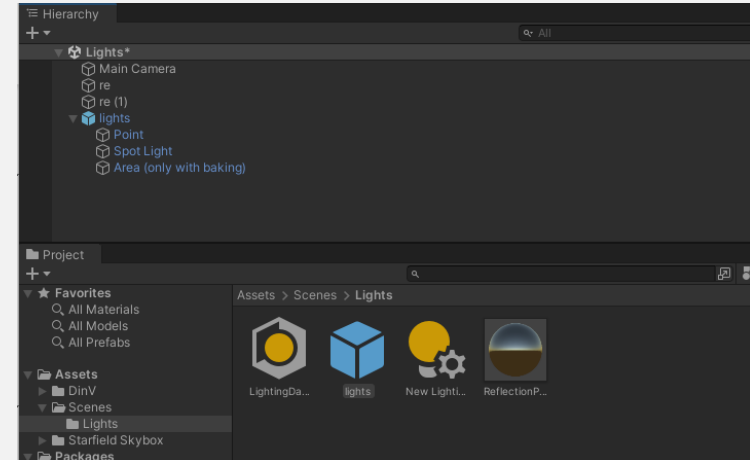 Hierarchy
All
Lights*
Main Camera
re
re (1)
lights
Point
Spot Light
Area (only with baking)
Project
Favorites
All Materials
All Models
All Prefabs
Assets
DinV
Scenes
Lights
Starfield Skybox
Packages
Assets > Scenes > Lights
LightingDa...
lights
New Lighti...
ReflectionP...